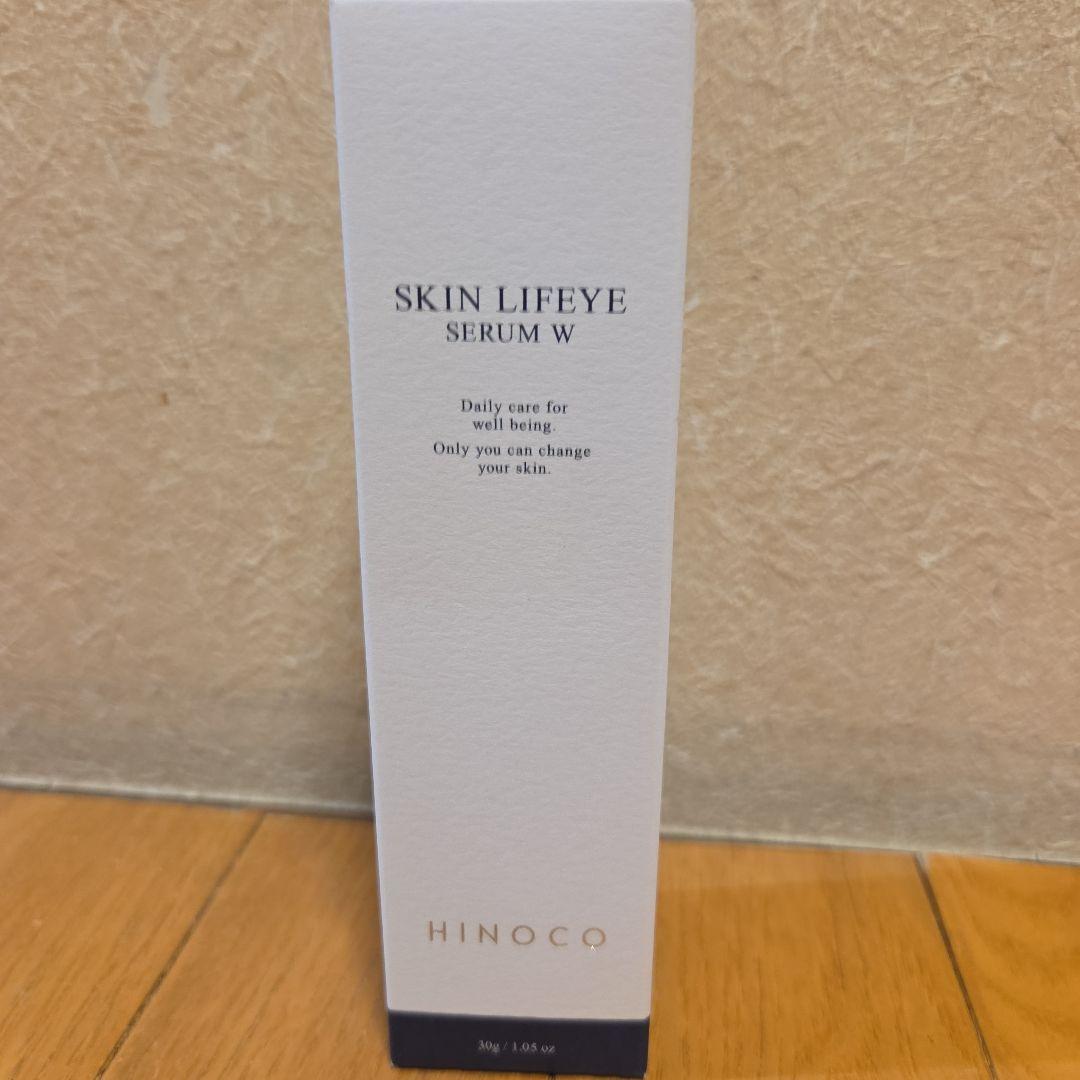 SKIN LIFEYE
SERUM W
Daily care for
well being.
Only you can change
your skin.
HINOCO
30g / 1.05 oz